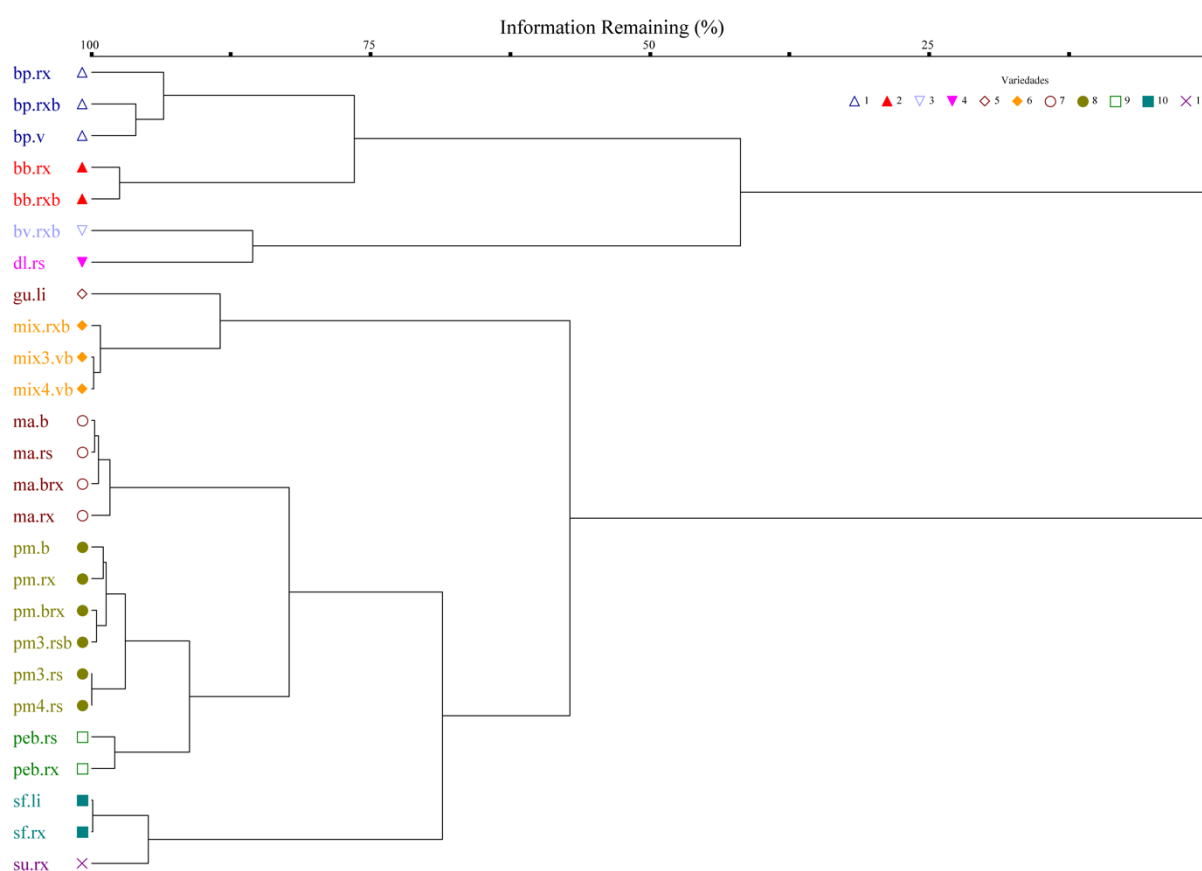 Information Remaining (%)
100 75 50 25
Variedades
1 2 3 4 5 6 7 8 9 10 1
bp.rx
bp.rxb
bp.v
bb.rx
bb.rxb
bv.rxb
dl.rs
gu.li
mix.rxb
mix3.vb
mix4.vb
ma.b
ma.rs
ma.brx
ma.rx
pm.b
pm.rx
pm.brx
pm3.rsb
pm3.rs
pm4.rs
peb.rs
peb.rx
sf.li
sf.rx
su.rx